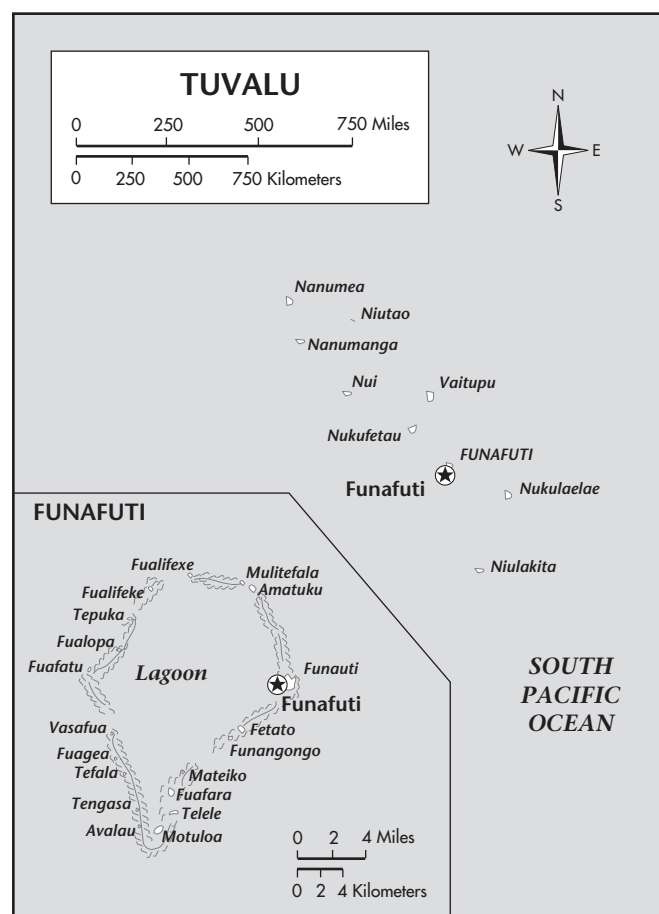 TUVALU
0 250 500 750 Miles
0 250 500 750 Kilometers
N
W E
S
Nanumea
Niutao
Nanumanga
Nui
Vaitupu
Nukufetau
FUNAFUTI
Funafuti
Nukulaelae
Niulakita
SOUTH
PACIFIC
OCEAN
FUNAFUTI
Fualifexe
Mulitefala
Fualifeke
Amatuku
Tepuka
Fualopa
Fuafatu
Lagoon
Funauti
Funafuti
Vasafua
Fetato
Funangongo
Fuagea
Tefala
Mateiko
Fuafara
Tengasa
Telele
Avalau
Motuloa
0 2 4 Miles
0 2 4 Kilometers